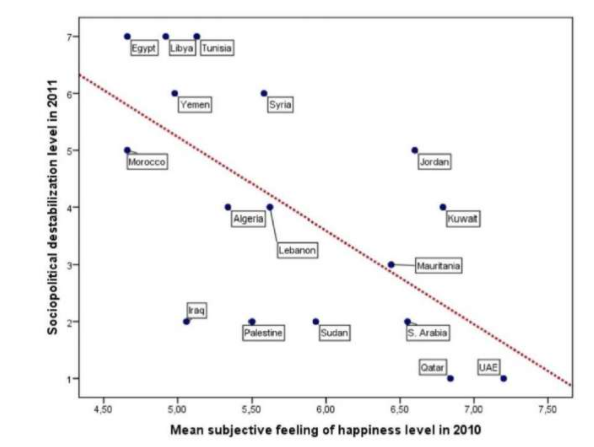 Sociopolitical destabilization level in 2011
7
6
5
4
3
2
1
Egypt
Libya
Tunisia
Yemen
Syria
Morocco
Jordan
Algeria
Kuwait
Lebanon
Mauritania
Iraq
Palestine
Sudan
S. Arabia
Qatar
UAE
4,50 5,00 5,50 6,00 6,50 7,00 7,50
Mean subjective feeling of happiness level in 2010